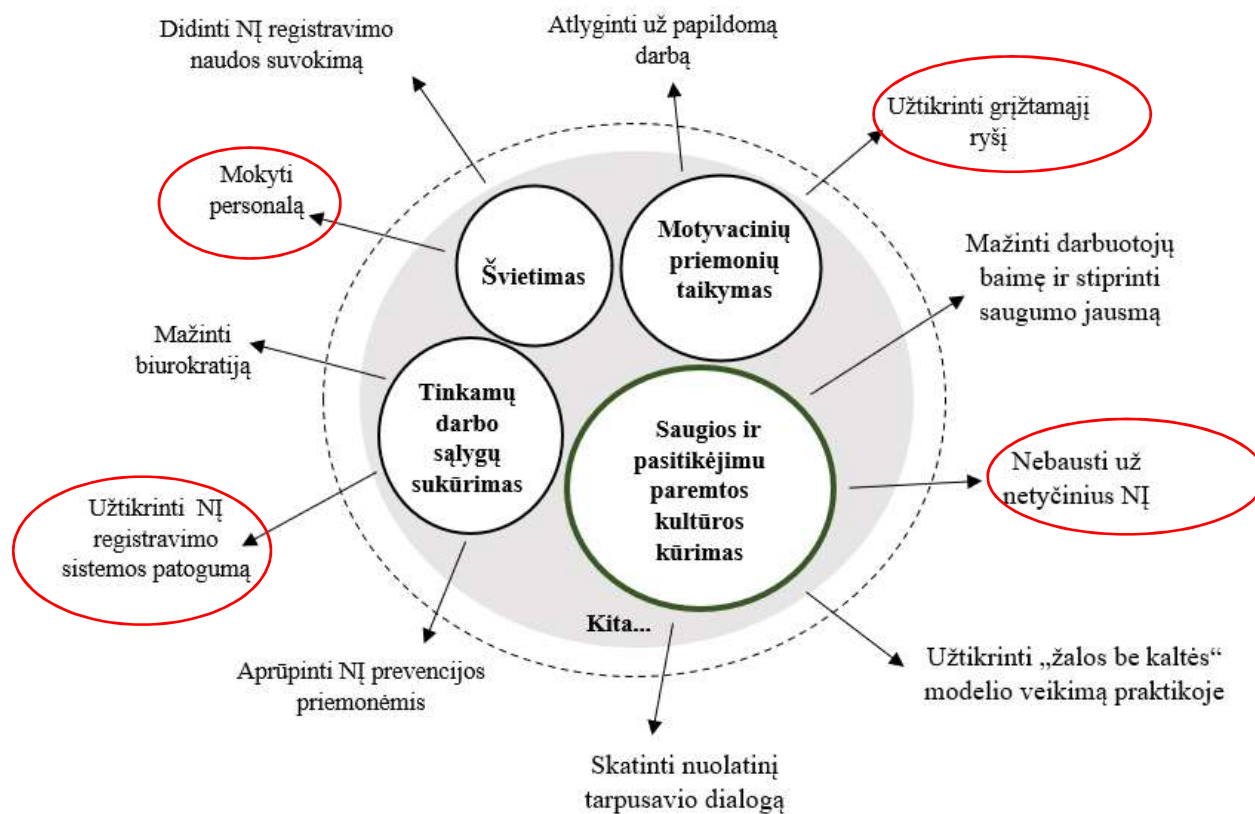 Didinti NĮ registravimo
naudos suvokimą
Atlyginti už papildomą
darbą
Užtikrinti grįžtamąjį
ryšį
Mokyti
personalą
Švietimas
Motyvacinių
priemonių
taikymas
Mažinti darbuotojų
baimę ir stiprinti
saugumo jausmą
Mažinti
biurokratiją
Tinkamų
darbo
sąlygų
sukūrimas
Saugios ir
pasitikėjimu
paremtos
kultūros
kūrimas
Nebausti už
netyčinius NĮ
Užtikrinti NĮ
registravimo
sistemos patogumą
Kita...
Aprūpinti NĮ prevencijos
priemonėmis
Užtikrinti „žalos be kaltės“
modelio veikimą praktikoje
Skatinti nuolatinį
tarpusavio dialogą